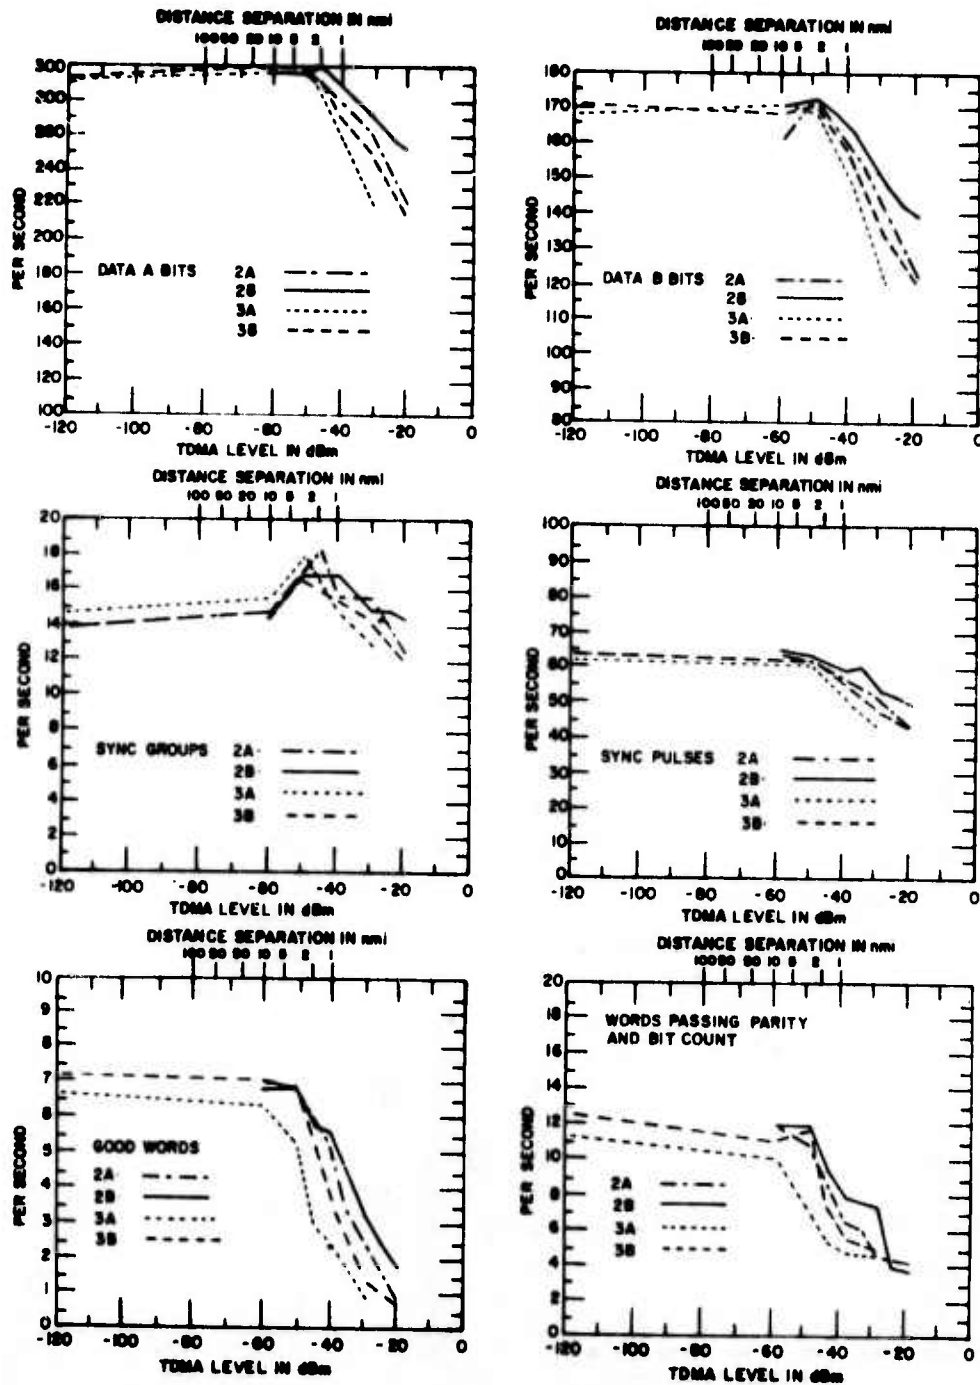 DISTANCE SEPARATION IN nmi
20 10 5 2 1
300
280
260
240
220
200
180
160
140
120
100
PER SECOND
DATA A BITS
2A
2B
3A
3B
-120 -100 -80 -60 -40 -20 0
TDMA LEVEL IN dBm
DISTANCE SEPARATION IN nmi
10 5 2 1
180
170
160
150
140
130
120
110
100
90
80
PER SECOND
DATA B BITS
2A
2B
3A
3B
-120 -100 -80 -60 -40 -20 0
TDMA LEVEL IN dBm
DISTANCE SEPARATION IN nmi
100 50 20 10 5 2 1
20
18
16
14
12
10
8
6
4
2
0
PER SECOND
SYNC GROUPS
2A
2B
3A
3B
-120 -100 -80 -60 -40 -20 0
TDMA LEVEL IN dBm
DISTANCE SEPARATION IN nmi
100 50 20 10 5 2 1
100
90
80
70
60
50
40
30
20
10
0
PER SECOND
SYNC PULSES
2A
2B
3A
3B
-120 -100 -80 -60 -40 -20 0
TDMA LEVEL IN dBm
DISTANCE SEPARATION IN nmi
10 5 2 1
10
9
8
7
6
5
4
3
2
1
0
PER SECOND
GOOD WORDS
2A
2B
3A
3B
-120 -100 -80 -60 -40 -20 0
TDMA LEVEL IN dBm
DISTANCE SEPARATION IN nmi
10 5 2 1
20
18
16
14
12
10
8
6
4
2
0
PER SECOND
WORDS PASSING PARITY
AND BIT COUNT
2A
2B
3A
3B
-120 -100 -80 -60 -40 -20 0
TDMA LEVEL IN dBm